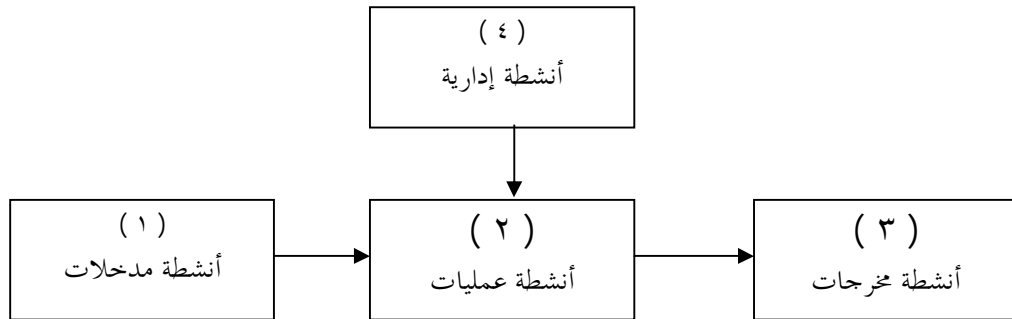 ( ٤ )
أنشطة إدارية
( ١ )
أنشطة مدخلات
( ٢ )
أنشطة عمليات
( ٣ )
أنشطة مخرجات